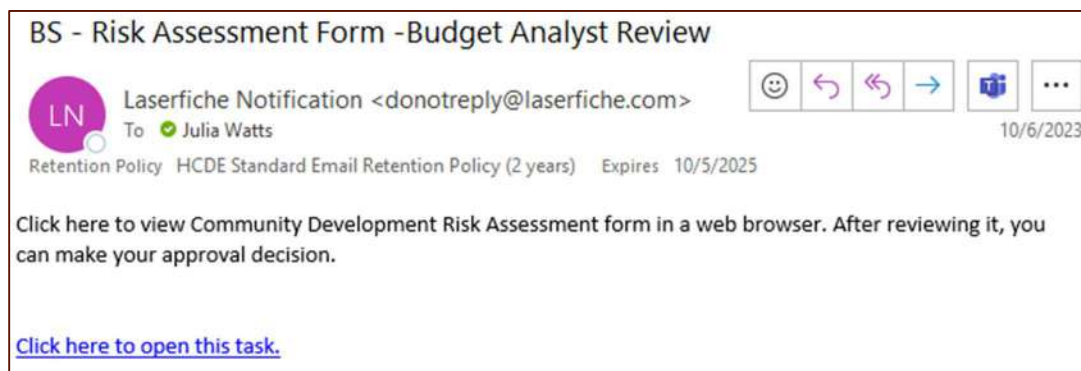 BS - Risk Assessment Form -Budget Analyst Review
LN
Laserfiche Notification <donotreply@laserfiche.com>
To Julia Watts
10/6/2023
Retention Policy HCDE Standard Email Retention Policy (2 years) Expires 10/5/2025
Click here to view Community Development Risk Assessment form in a web browser. After reviewing it, you
can make your approval decision.
Click here to open this task.